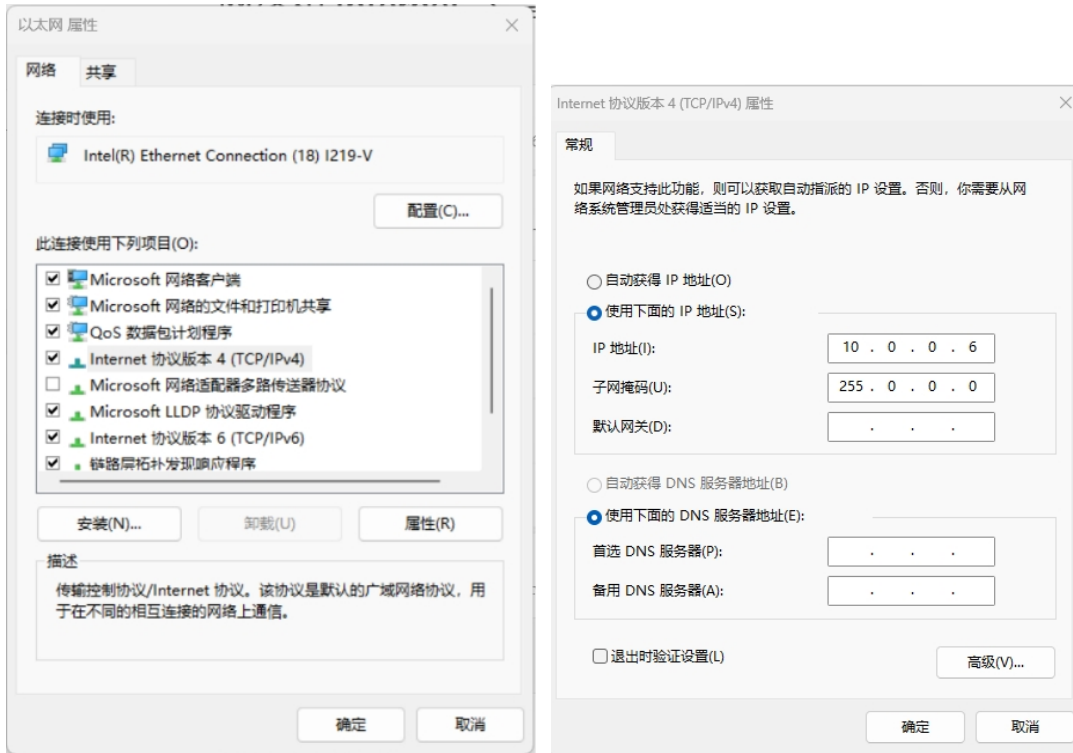 以太网 属性
网络
共享
连接时使用:
Intel(R) Ethernet Connection (18) I219-V
配置(C)...
此连接使用下列项目(O):
Microsoft 网络客户端
Microsoft 网络的文件和打印机共享
QoS 数据包计划程序
Internet 协议版本 4 (TCP/IPv4)
Microsoft 网络适配器多路传送器协议
Microsoft LLDP 协议驱动程序
Internet 协议版本 6 (TCP/IPv6)
链路层拓扑发现响应程序
安装(N)...
卸载(U)
属性(R)
描述
传输控制协议/Internet 协议。该协议是默认的广域网络协议，用
于在不同的相互连接的网络上通信。
确定
取消
Internet 协议版本 4 (TCP/IPv4) 属性
常规
如果网络支持此功能，则可以获取自动指派的 IP 设置。否则，你需要从网
络系统管理员处获得适当的 IP 设置。
自动获得 IP 地址(O)
使用下面的 IP 地址(S):
IP 地址(I):
10 . 0 . 0 . 6
子网掩码(U):
255 . 0 . 0 . 0
默认网关(D):
. . .
自动获得 DNS 服务器地址(B)
使用下面的 DNS 服务器地址(E):
首选 DNS 服务器(P):
. . .
备用 DNS 服务器(A):
. . .
退出时验证设置(L)
高级(V)...
确定
取消